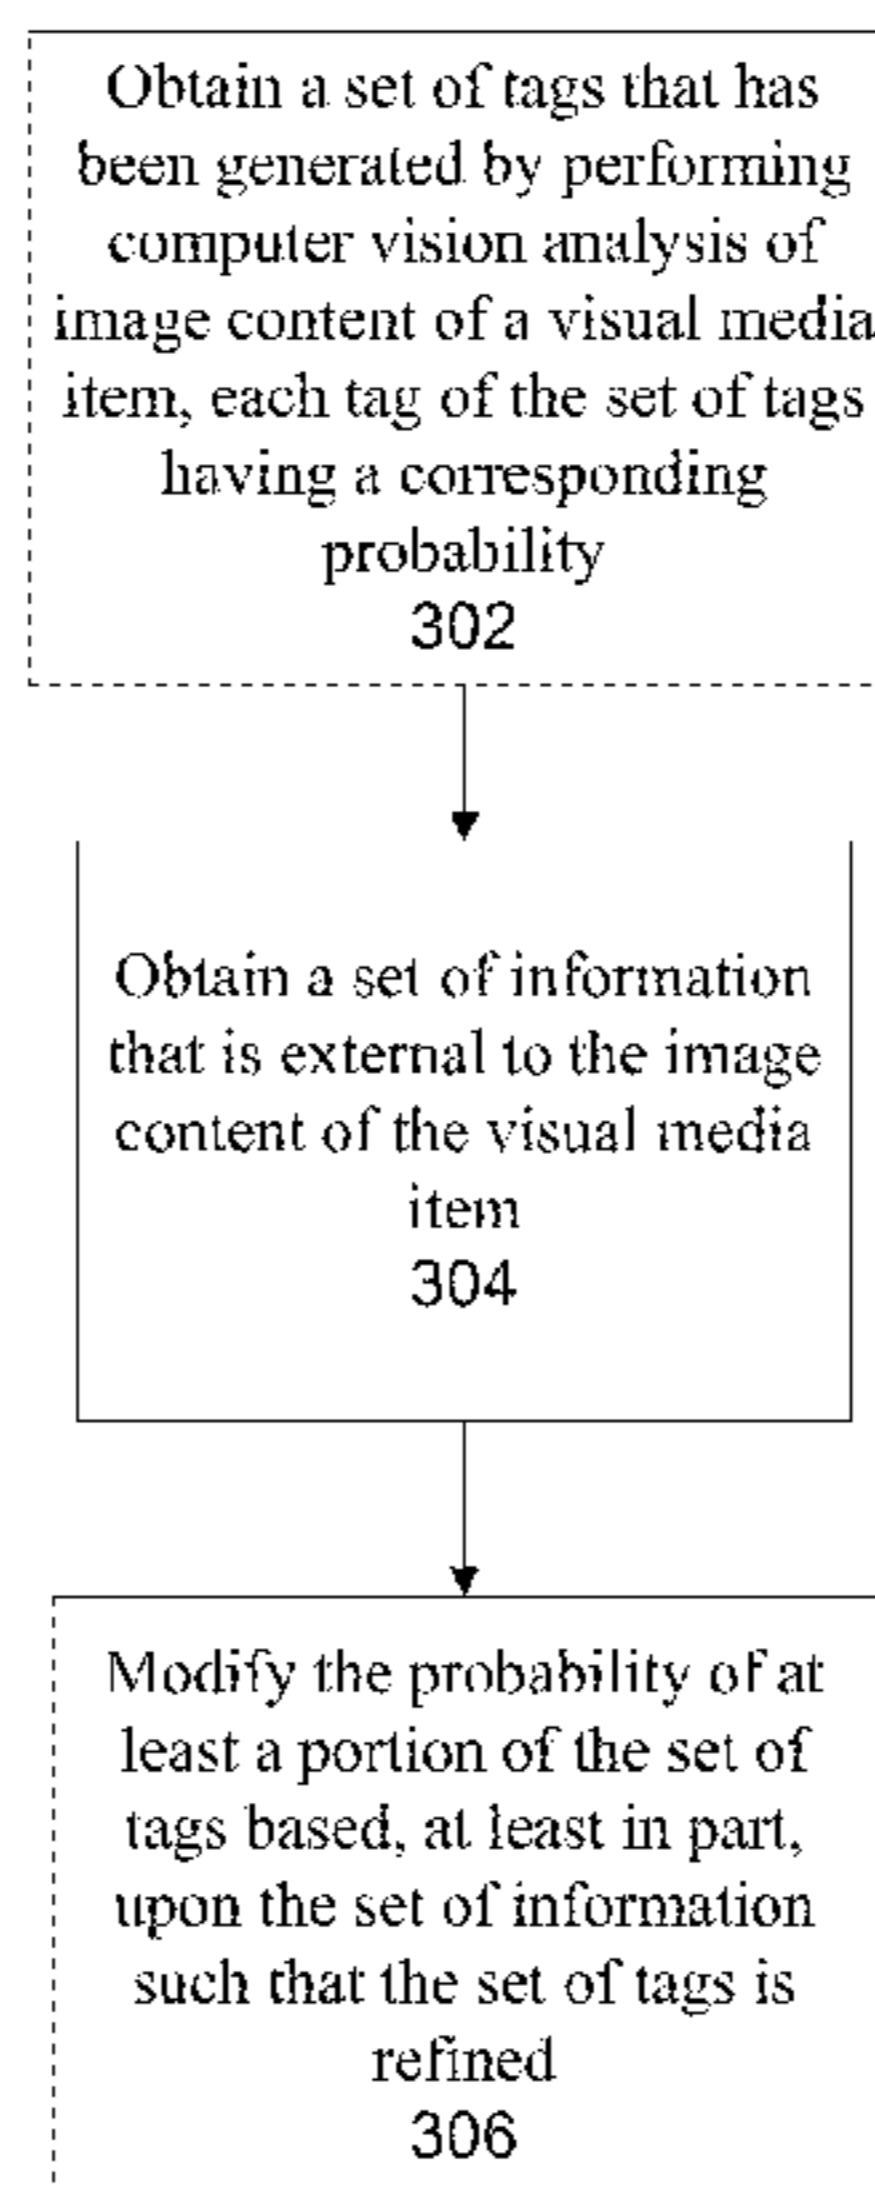 Obtain a set of tags that has
been generated by performing
computer vision analysis of
image content of a visual media
item, each tag of the set of tags
having a corresponding
probability
302
Obtain a set of information
that is external to the image
content of the visual media
item
304
Modify the probability of at
least a portion of the set of
tags based, at least in part,
upon the set of information
such that the set of tags is
refined
306